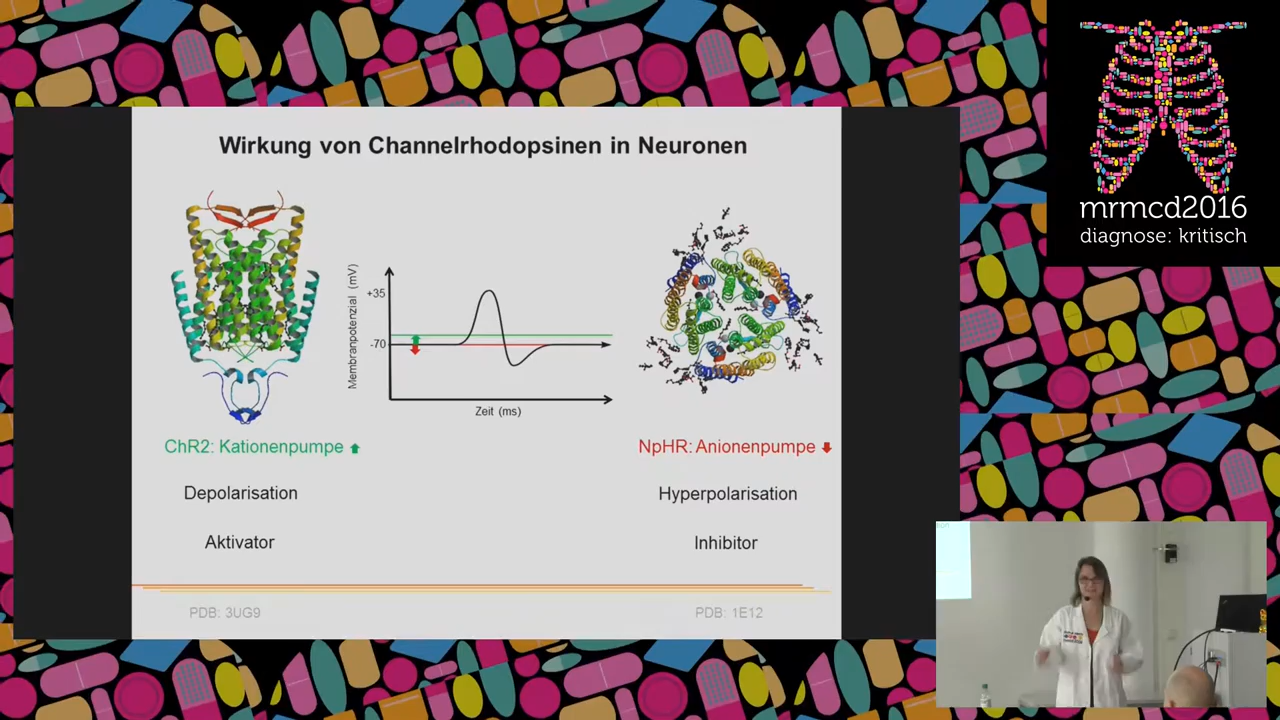 mrmcd2016
diagnose: kritisch
Wirkung von Channelrhodopsinen in Neuronen
Membranpotenzial (mV)
+35
-70
Zeit (ms)
ChR2: Kationenpumpe
NpHR: Anionenpumpe
Depolarisation
Hyperpolarisation
Aktivator
Inhibitor
PDB: 3UG9
PDB: 1E12